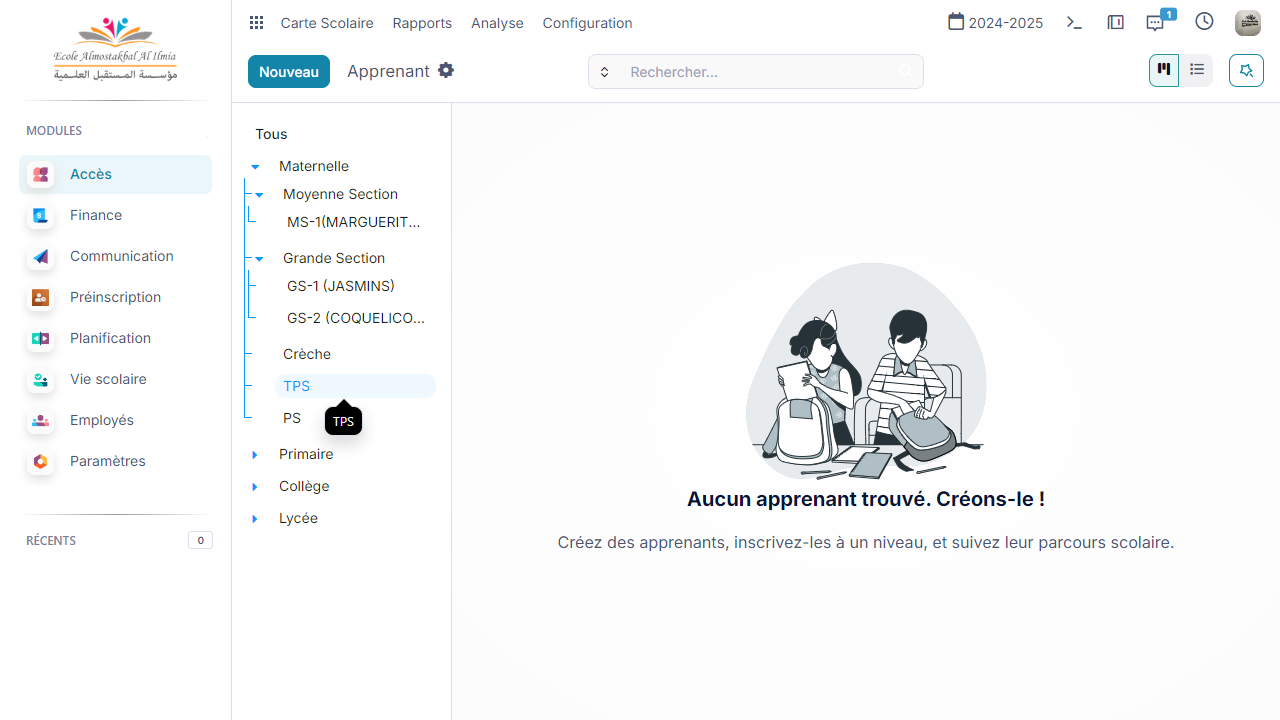 Ecole Almostakbal Al Ilmia
مؤسسة المستقبل العلمية
MODULES
Accès
Finance
Communication
Préinscription
Planification
Vie scolaire
Employés
Paramètres
RÉCENTS
0
Carte Scolaire
Rapports
Analyse
Configuration
2024-2025
1
Nouveau
Apprenant
Rechercher...
Tous
Maternelle
Moyenne Section
MS-1(MARGUERIT...
Grande Section
GS-1 (JASMINS)
GS-2 (COQUELICO...
Crèche
TPS
PS
TPS
Primaire
Collège
Lycée
Aucun apprenant trouvé. Créons-le !
Créez des apprenants, inscrivez-les à un niveau, et suivez leur parcours scolaire.